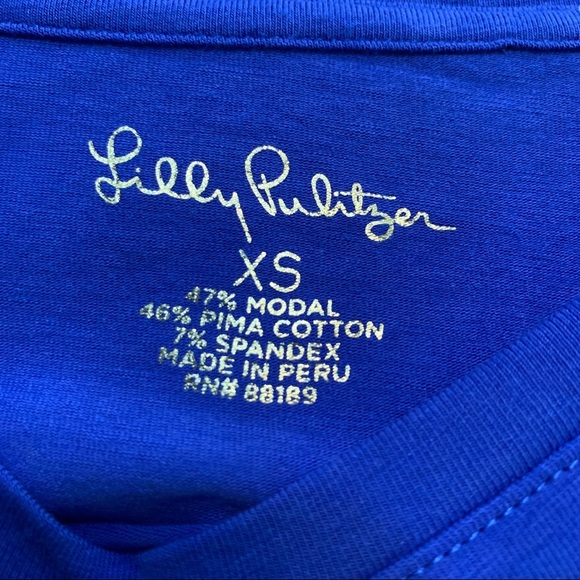 Lilly Pulitzer
XS
47% MODAL
46% PIMA COTTON
7% SPANDEX
MADE IN PERU
RN# 88189